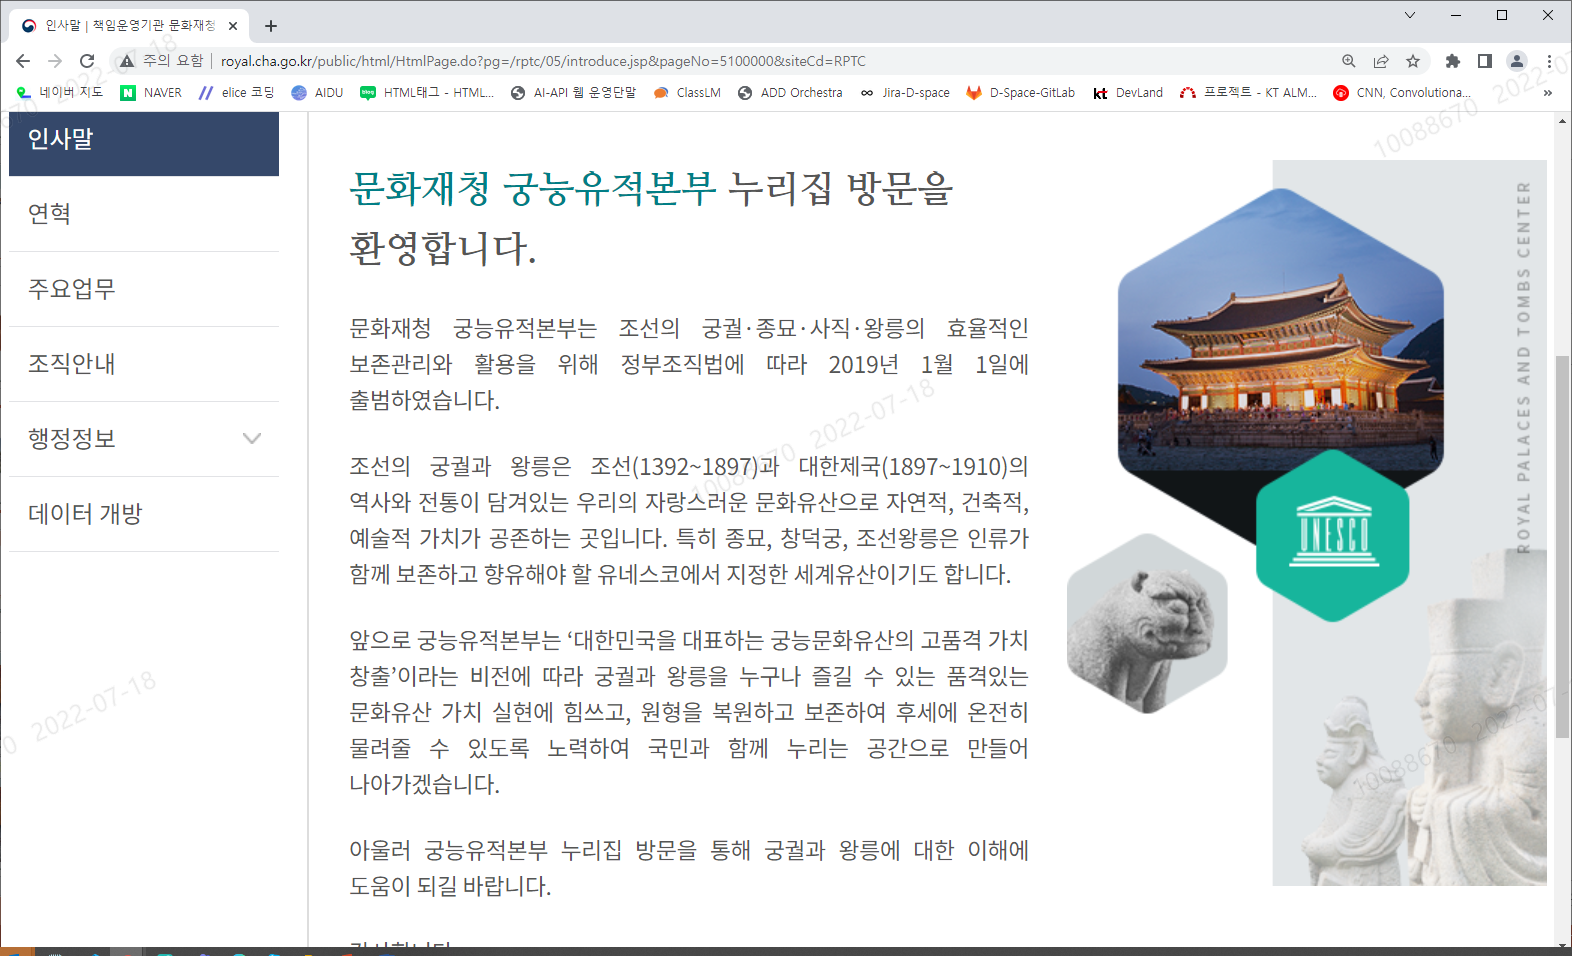 인사말 | 책임운영기관 문화재청
주의 요함 | royal.cha.go.kr/public/html/HtmlPage.do?pg=/rptc/05/introduce.jsp&pageNo=5100000&siteCd=RPTC
네이버 지도 NAVER elice 코딩 AIDU HTML태그 - HTML... AI-API 웹 운영단말 ClassLM ADD Orchestra Jira-D-space D-Space-GitLab kt DevLand 프로젝트 - KT ALM... CNN, Convolutiona... »
인사말
연혁
주요업무
조직안내
행정정보
데이터 개방
문화재청 궁능유적본부 누리집 방문을
환영합니다.
문화재청 궁능유적본부는 조선의 궁궐·종묘·사직·왕릉의 효율적인
보존관리와 활용을 위해 정부조직법에 따라 2019년 1월 1일에
출범하였습니다.
조선의 궁궐과 왕릉은 조선(1392~1897)과 대한제국(1897~1910)의
역사와 전통이 담겨있는 우리의 자랑스러운 문화유산으로 자연적, 건축적,
예술적 가치가 공존하는 곳입니다. 특히 종묘, 창덕궁, 조선왕릉은 인류가
함께 보존하고 향유해야 할 유네스코에서 지정한 세계유산이기도 합니다.
앞으로 궁능유적본부는 ‘대한민국을 대표하는 궁능문화유산의 고품격 가치
창출’이라는 비전에 따라 궁궐과 왕릉을 누구나 즐길 수 있는 품격있는
문화유산 가치 실현에 힘쓰고, 원형을 복원하고 보존하여 후세에 온전히
물려줄 수 있도록 노력하여 국민과 함께 누리는 공간으로 만들어
나아가겠습니다.
아울러 궁능유적본부 누리집 방문을 통해 궁궐과 왕릉에 대한 이해에
도움이 되길 바랍니다.
ROYAL PALACES AND TOMBS CENTER
UNESCO
10088670 2022-07-18
10088670 2022-07-18
2022-07-18
2022-07-18
10088670 2022-07-